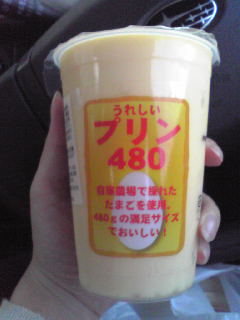 うれしい
プリン
480
自家農場で採れた
たまごを使用。
480gの満足サイズ
でおいしい!